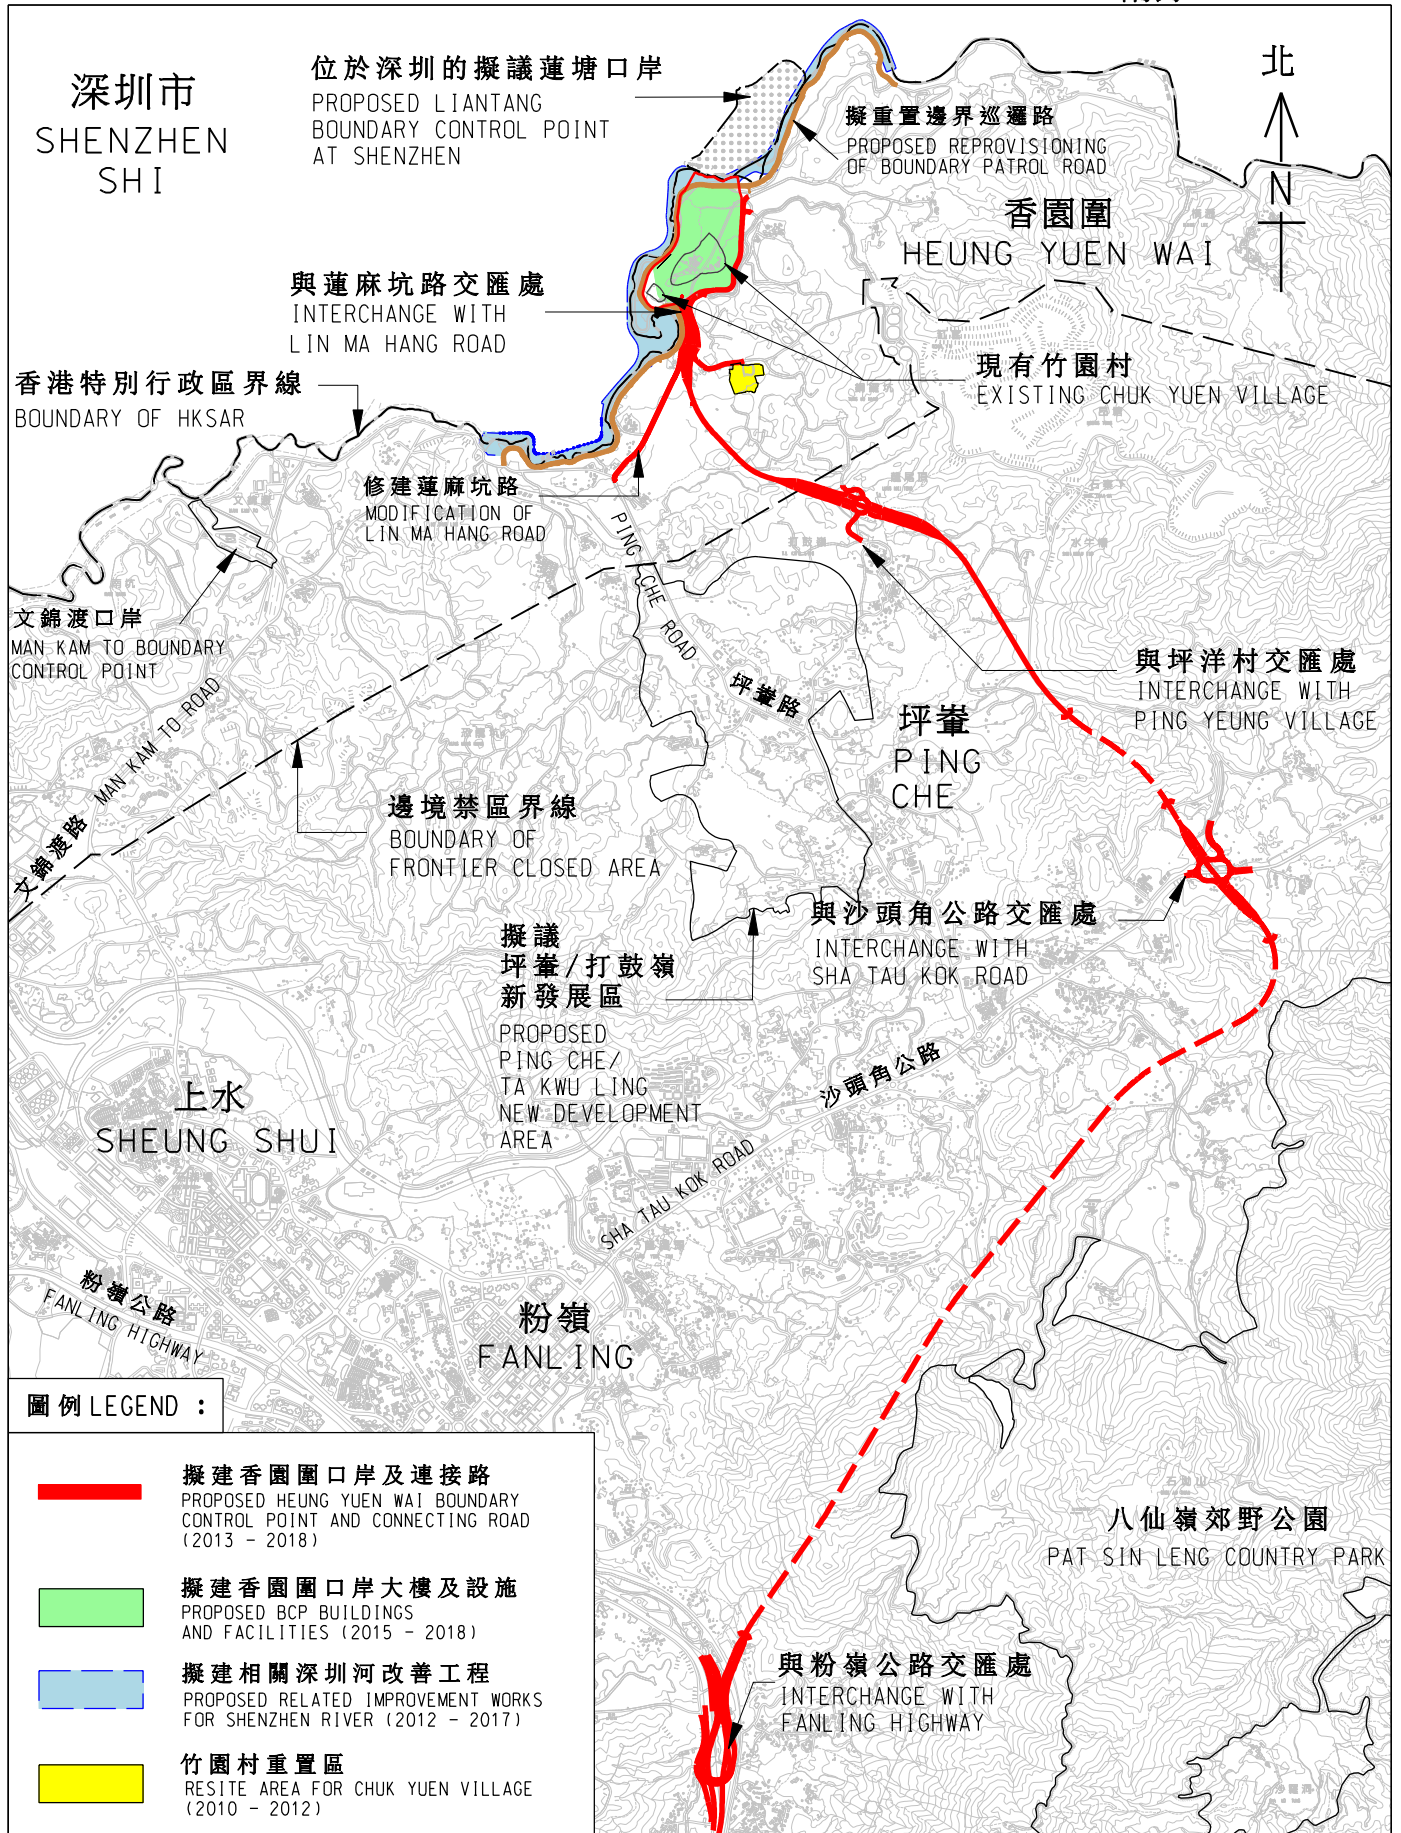 深圳市
SHENZHEN
SHI
位於深圳的擬議蓮塘口岸
PROPOSED LIANTANG
BOUNDARY CONTROL POINT
AT SHENZHEN
北
N
擬重置邊界巡邏路
PROPOSED REPROVISIONING
OF BOUNDARY PATROL ROAD
香園圍
HEUNG YUEN WAI
與蓮麻坑路交匯處
INTERCHANGE WITH
LIN MA HANG ROAD
現有竹園村
EXISTING CHUK YUEN VILLAGE
香港特別行政區界線
BOUNDARY OF HKSAR
修建蓮麻坑路
MODIFICATION OF
LIN MA HANG ROAD
PING CHE ROAD
坪輋路
文錦渡口岸
MAN KAM TO BOUNDARY
CONTROL POINT
與坪洋村交匯處
INTERCHANGE WITH
PING YEUNG VILLAGE
坪輋
PING
CHE
文錦渡路 MAN KAM TO ROAD
邊境禁區界線
BOUNDARY OF
FRONTIER CLOSED AREA
與沙頭角公路交匯處
INTERCHANGE WITH
SHA TAU KOK ROAD
擬議
坪輋/打鼓嶺
新發展區
PROPOSED
PING CHE/
TA KWU LING
NEW DEVELOPMENT
AREA
沙頭角公路
SHA TAU KOK ROAD
上水
SHEUNG SHUI
粉嶺公路
FANLING HIGHWAY
粉嶺
FANLING
八仙嶺郊野公園
PAT SIN LENG COUNTRY PARK
與粉嶺公路交匯處
INTERCHANGE WITH
FANLING HIGHWAY
圖例 LEGEND :
擬建香園圍口岸及連接路
PROPOSED HEUNG YUEN WAI BOUNDARY
CONTROL POINT AND CONNECTING ROAD
(2013 - 2018)
擬建香園圍口岸大樓及設施
PROPOSED BCP BUILDINGS
AND FACILITIES (2015 - 2018)
擬建相關深圳河改善工程
PROPOSED RELATED IMPROVEMENT WORKS
FOR SHENZHEN RIVER (2012 - 2017)
竹園村重置區
RESITE AREA FOR CHUK YUEN VILLAGE
(2010 - 2012)